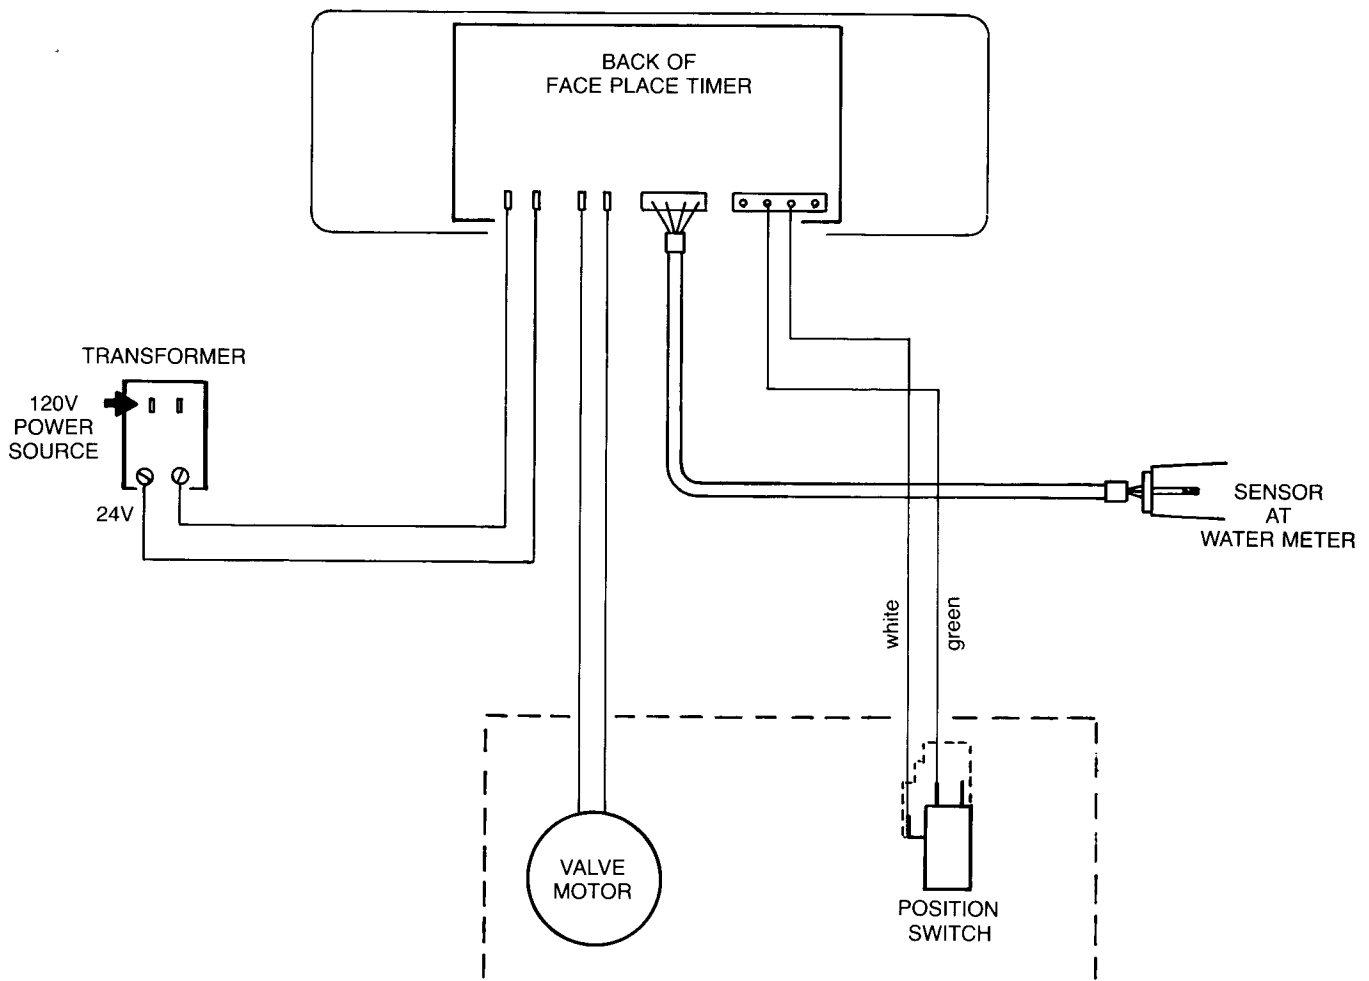 BACK OF
FACE PLACE TIMER
TRANSFORMER
120V
POWER
SOURCE
24V
SENSOR
AT
WATER METER
white
green
VALVE
MOTOR
POSITION
SWITCH